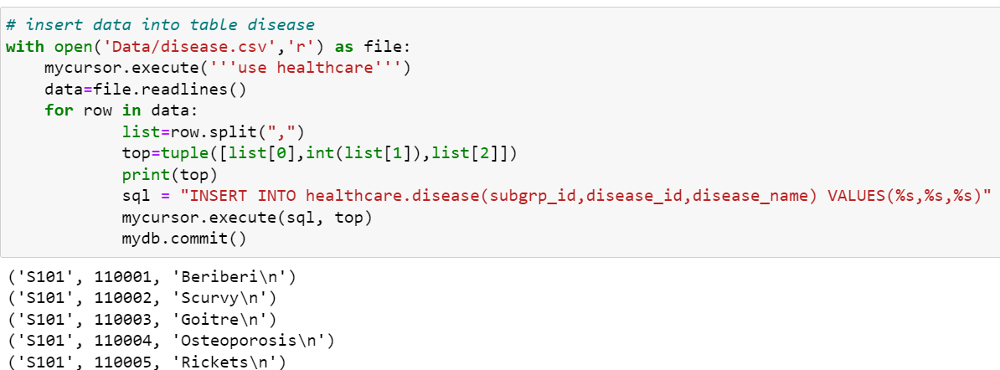 # insert data into table disease
with open('Data/disease.csv','r') as file:
    mycursor.execute('''use healthcare''')
    data=file.readlines()
    for row in data:
            list=row.split(",")
            top=tuple([list[0],int(list[1]),list[2]])
            print(top)
            sql = "INSERT INTO healthcare.disease(subgrp_id,disease_id,disease_name) VALUES(%s,%s,%s)"
            mycursor.execute(sql, top)
            mydb.commit()
('S101', 110001, 'Beriberi\n')
('S101', 110002, 'Scurvy\n')
('S101', 110003, 'Goitre\n')
('S101', 110004, 'Osteoporosis\n')
('S101', 110005, 'Rickets\n')